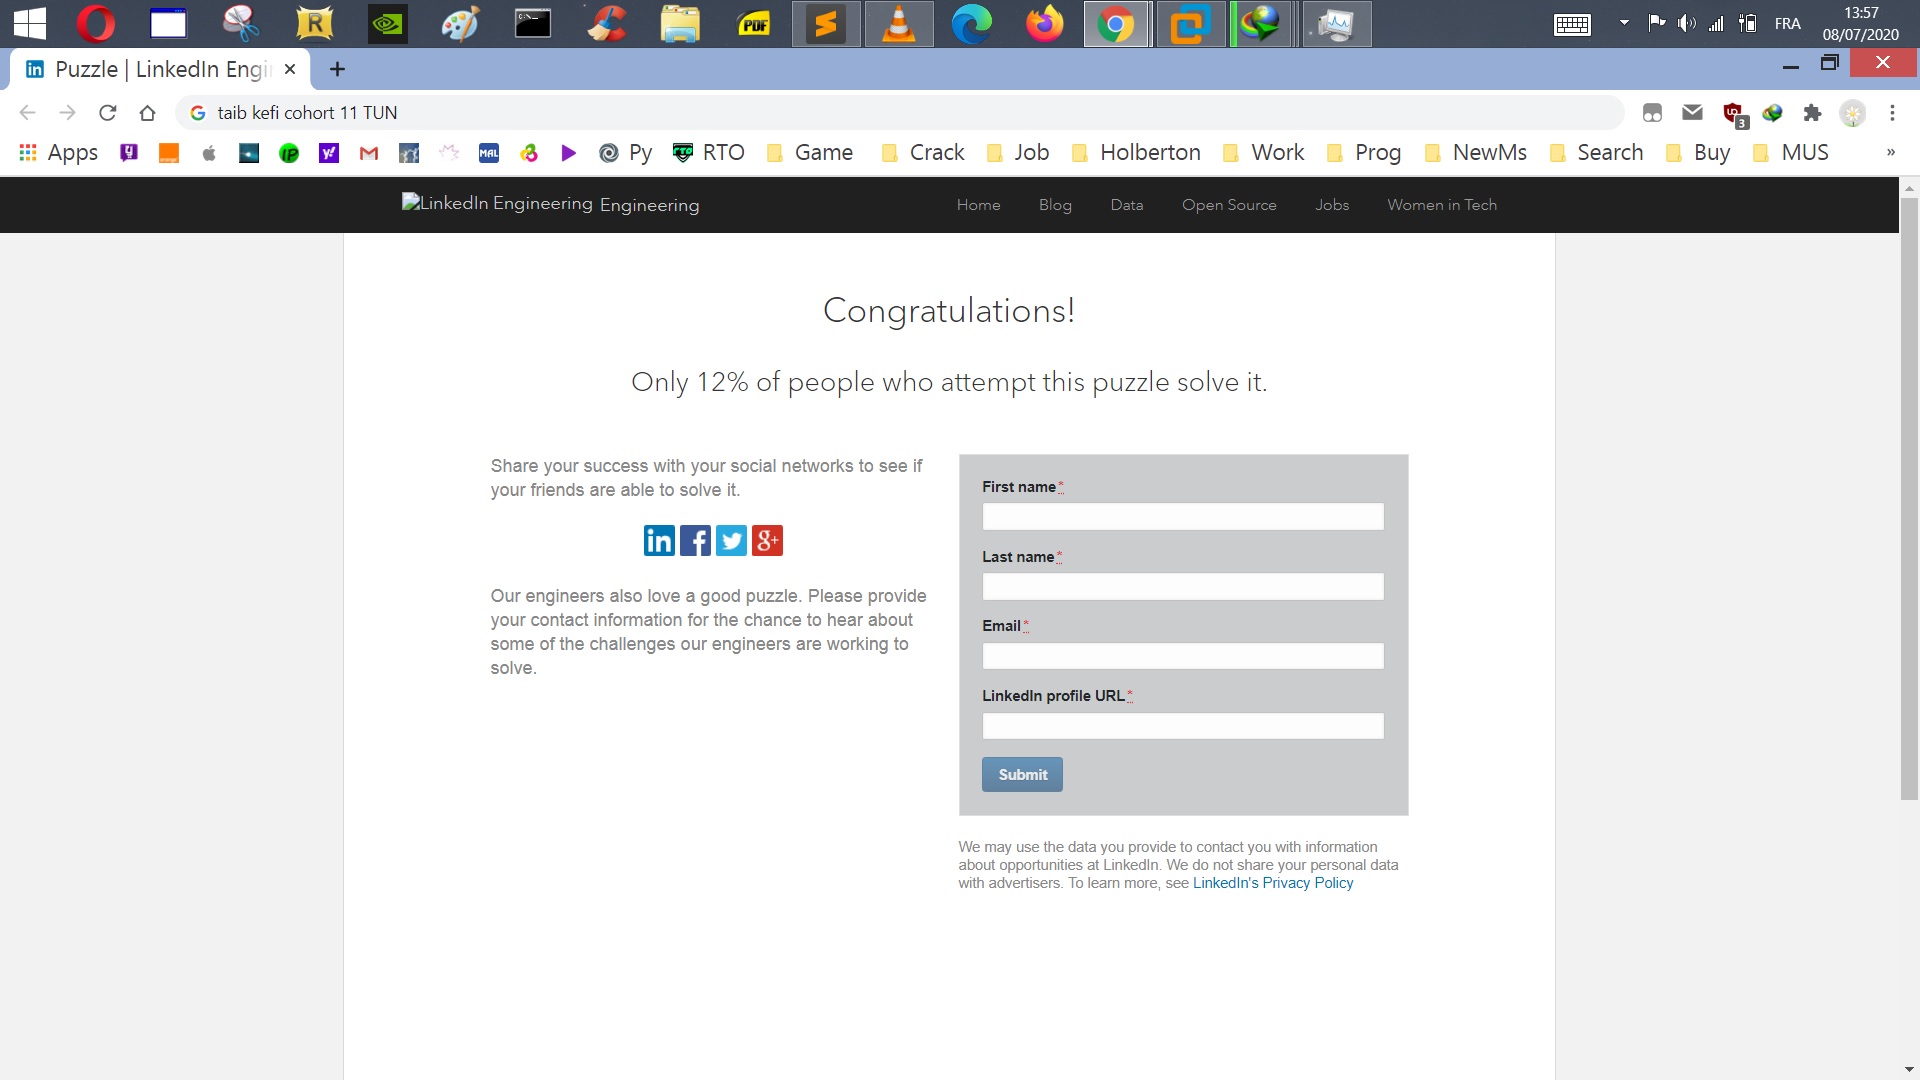 PDF
FRA
13:57
08/07/2020
Puzzle | LinkedIn Engi
taib kefi cohort 11 TUN
3
Apps
MAL
Py
RTO
Game
Crack
Job
Holberton
Work
Prog
NewMs
Search
Buy
MUS
»
LinkedIn Engineering Engineering
Home
Blog
Data
Open Source
Jobs
Women in Tech
Congratulations!
Only 12% of people who attempt this puzzle solve it.
Share your success with your social networks to see if
your friends are able to solve it.
Our engineers also love a good puzzle. Please provide
your contact information for the chance to hear about
some of the challenges our engineers are working to
solve.
First name*
Last name*
Email*
LinkedIn profile URL*
Submit
We may use the data you provide to contact you with information
about opportunities at LinkedIn. We do not share your personal data
with advertisers. To learn more, see LinkedIn's Privacy Policy